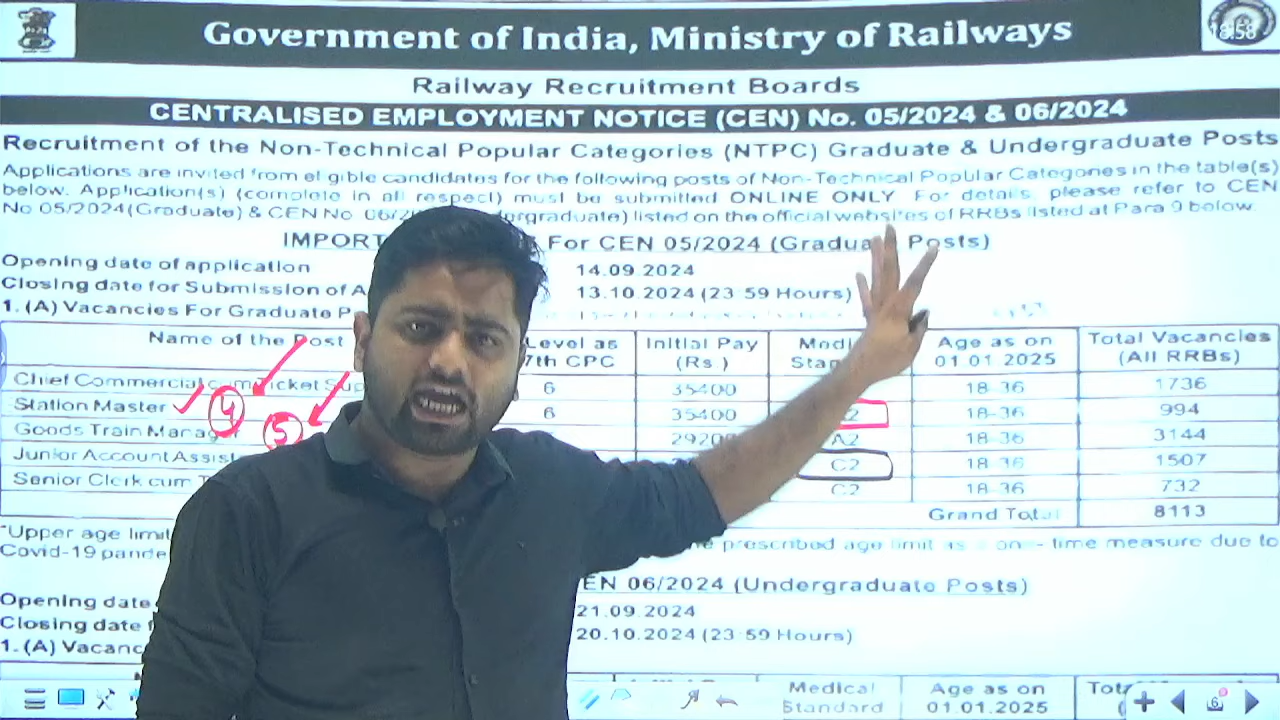 Government of India, Ministry of Railways
18:58
Railway Recruitment Boards
CENTRALISED EMPLOYMENT NOTICE (CEN) No. 05/2024 & 06/2024
Recruitment of the Non-Technical Popular Categories (NTPC) Graduate & Undergraduate Posts
Applications are invited from eligible candidates for the following posts of Non-Technical Popular Categories in the table(s)
below. Application(s) (complete in all respect) must be submitted ONLINE ONLY For details, please refer to CEN
No 05/2024(Graduate) & CEN No listed on the official websites of RRBs listed at Para 9 below.
For CEN 05/2024 (Graduate Posts)
Opening date of application 14.09.2024
Closing date for Submission of 13.10.2024 (23:59 Hours)
1. (A) Vacancies For Graduate
Name of the Post Level as 7th CPC Initial Pay (Rs ) Age as on 01 01 2025 Total Vacancies (All RRBs)
Chief Commercial 6 35400 18-36 1736
Station Master 4 6 35400 18-36 994
Goods Train 5 A2 18-36 3144
Junior Account C2 18-36 1507
Senior Clerk cum C2 18-36 732
Grand Total 8113
*Upper age limit prescribed age limit as time measure due to
Covid-19
06/2024 (Undergraduate Posts)
Opening date 21.09.2024
Closing date 20.10.2024 (23:59 Hours)
1. (A)
Medical Standard Age as on 01.01.2025
6